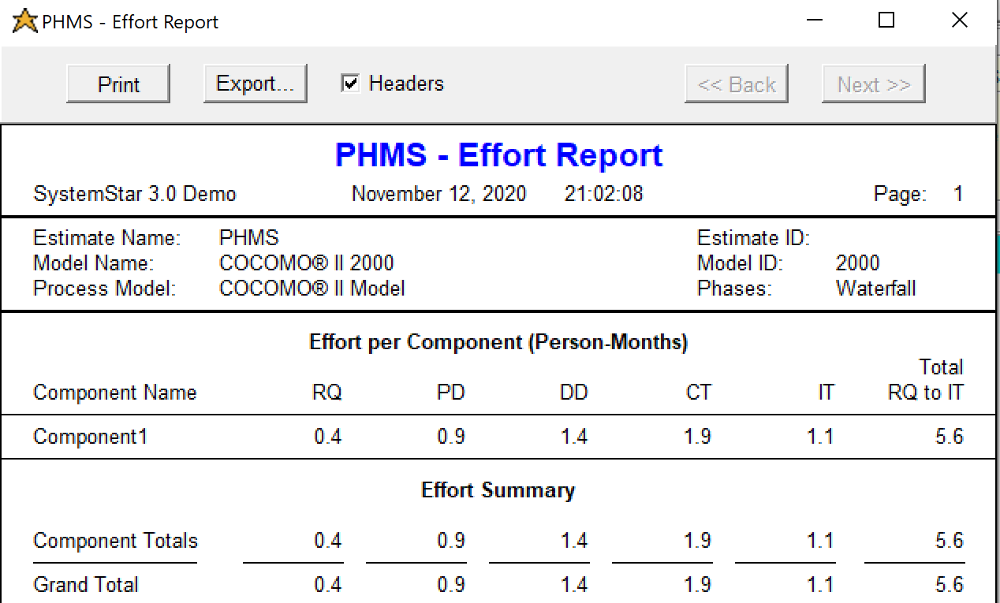 PHMS - Effort Report
Print Export... Headers << Back Next >>
PHMS - Effort Report
SystemStar 3.0 Demo November 12, 2020 21:02:08 Page: 1
Estimate Name: PHMS Estimate ID:
Model Name: COCOMO® II 2000 Model ID: 2000
Process Model: COCOMO® II Model Phases: Waterfall
Effort per Component (Person-Months)
Total
Component Name RQ PD DD CT IT RQ to IT
Component1 0.4 0.9 1.4 1.9 1.1 5.6
Effort Summary
Component Totals 0.4 0.9 1.4 1.9 1.1 5.6
Grand Total 0.4 0.9 1.4 1.9 1.1 5.6